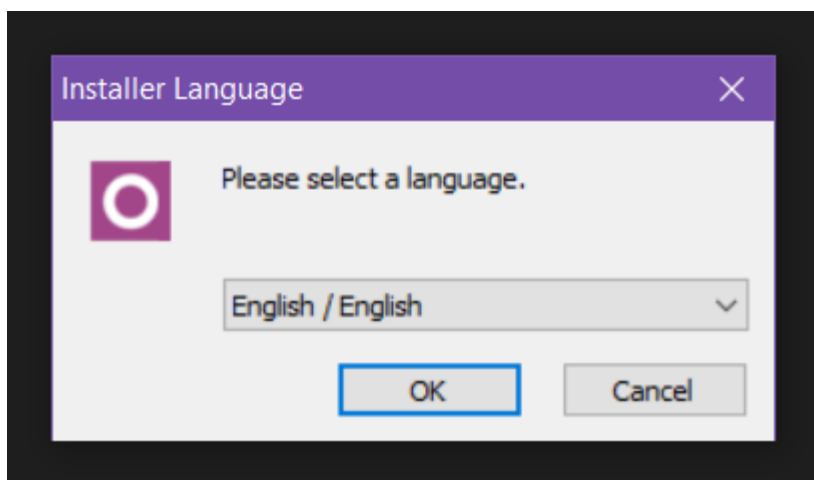 Installer Language
Please select a language.
English / English
OK
Cancel